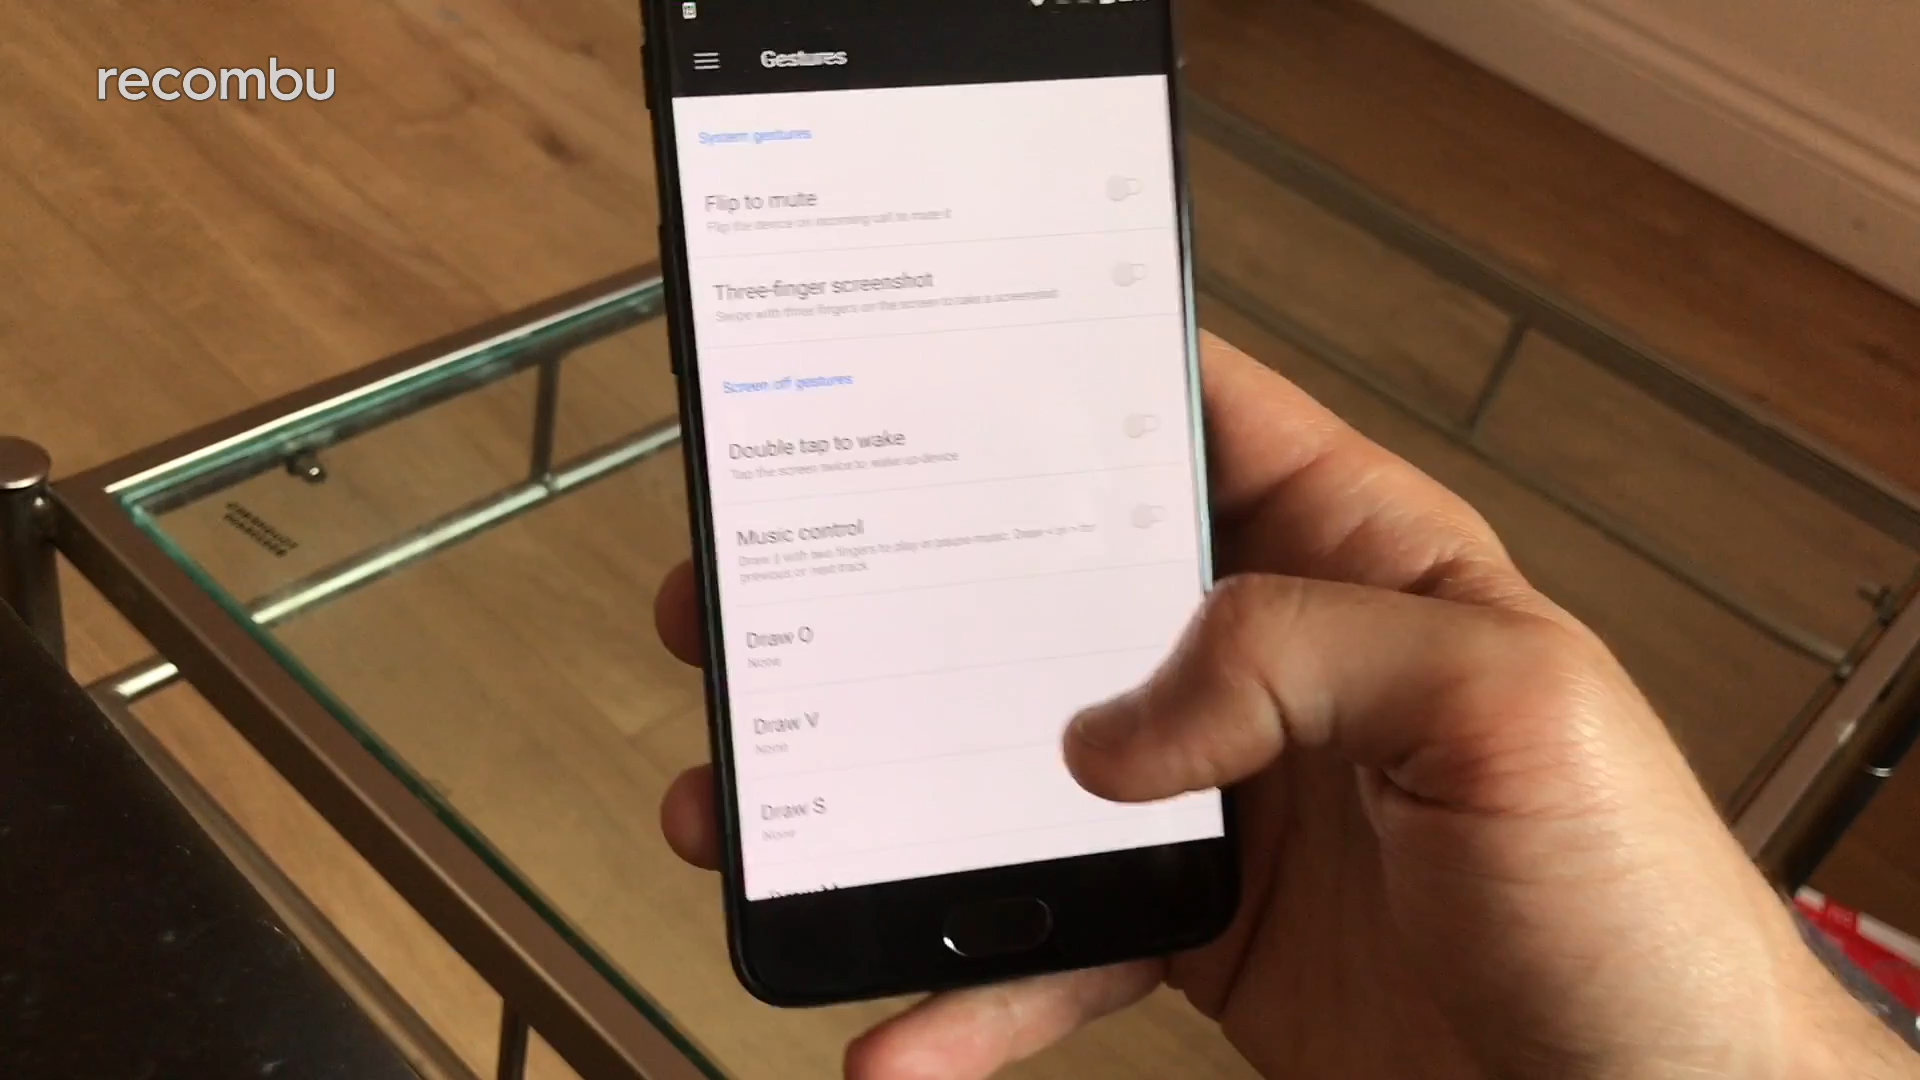 recombu
Gestures
System gestures
Flip to mute
Flip the device on incoming call to mute it
Three-finger screenshot
Swipe with three fingers on the screen to take a screenshot
Screen off gestures
Double tap to wake
Tap the screen twice to wake up device
Music control
Draw || with two fingers to play or pause music. Draw < or > for
previous or next track.
Draw O
None
Draw V
None
Draw S
None